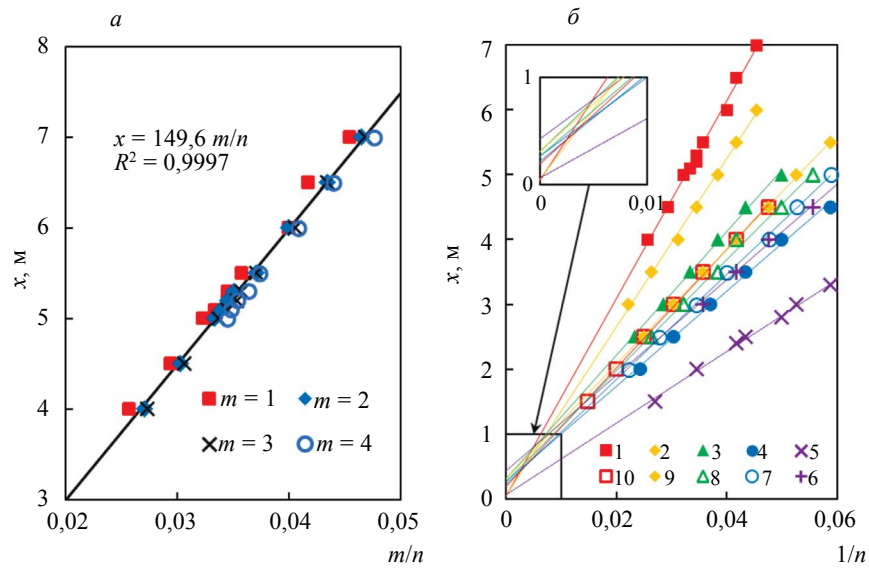 а
x, м
8
7
6
5
4
3
x = 149,6 m/n
R² = 0,9997
m = 1 m = 2
m = 3 m = 4
0,02 0,03 0,04 0,05
m/n
б
x, м
7
6
5
4
3
2
1
0
1
0
0 0,01
1 2 3 4 5
10 9 8 7 6
0 0,02 0,04 0,06
1/n